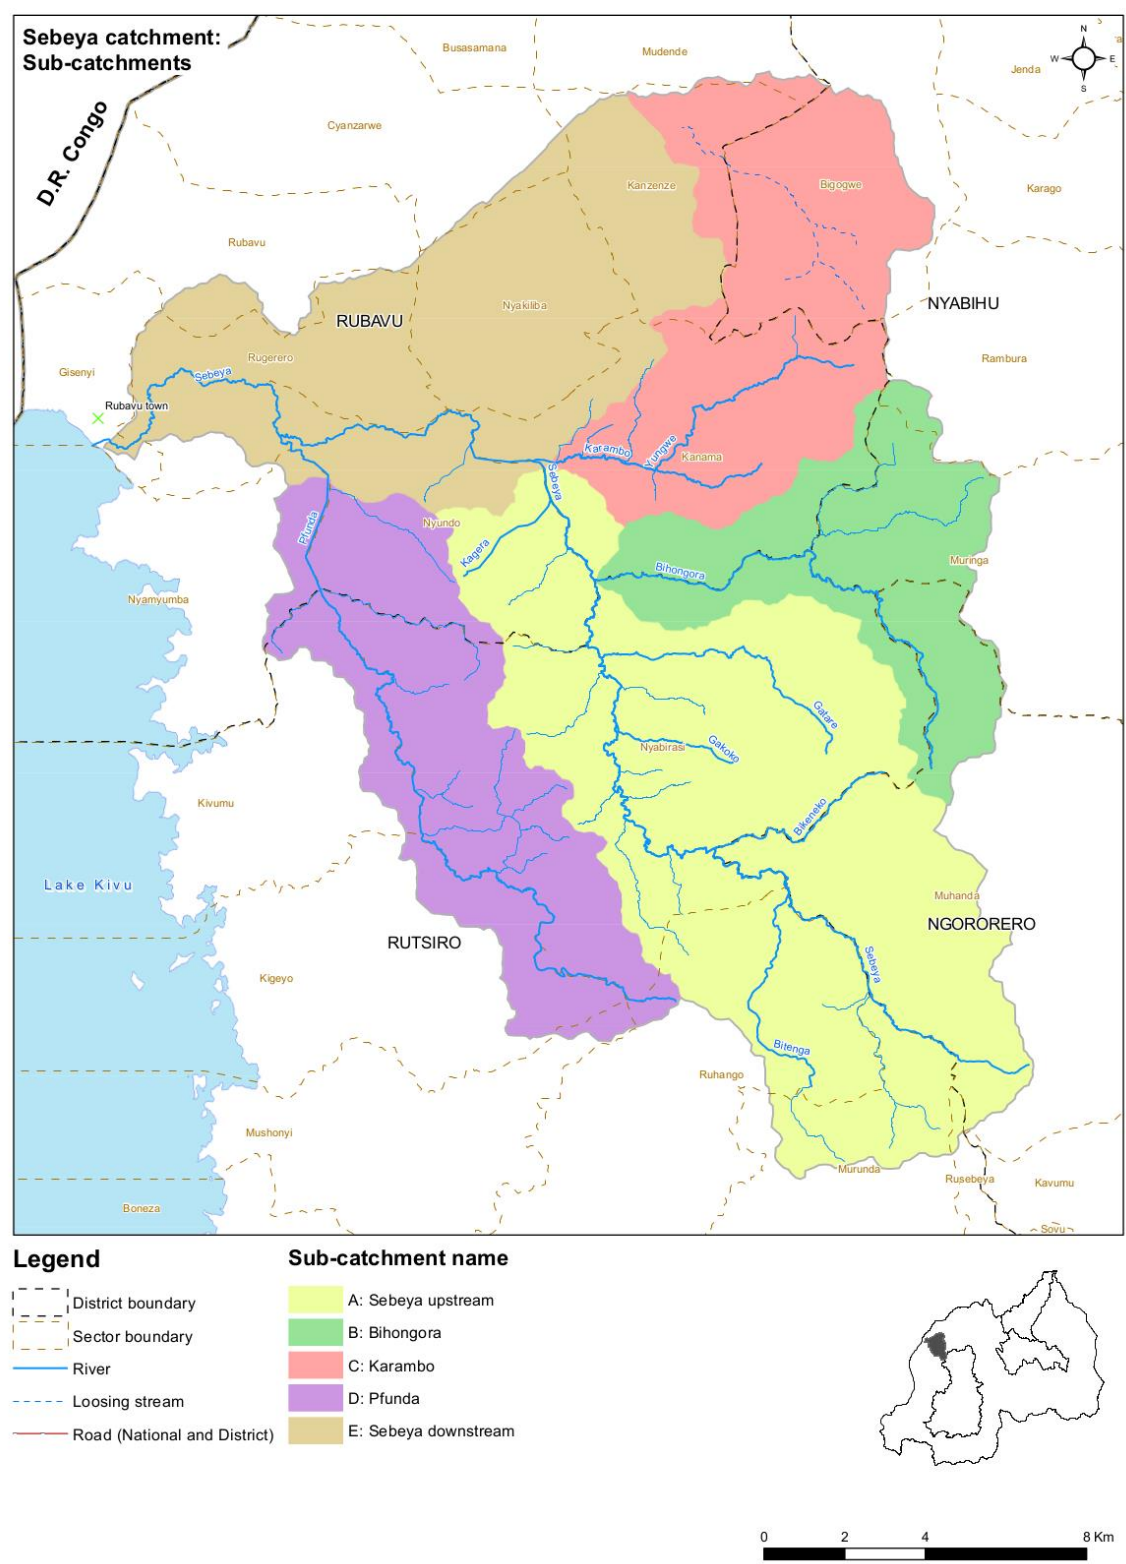 Sebeya catchment:
Sub-catchments
N
W
E
S
D.R. Congo
Busasamana
Mudende
Jenda
Cyanzarwe
Kanzenze
Bigogwe
Karago
Rubavu
NYABIHU
Nyakiliba
RUBAVU
Rugerero
Rambura
Gisenyi
Sebeya
Rubavu town
Karambo
Yungwe
Kanama
Sebeya
Nyundo
Pfunda
Kagera
Bihongora
Muringa
Nyamyumba
Gatare
Gakoko
Nyabirasi
Kivumu
Bikeneko
Lake Kivu
Muhanda
NGORORERO
RUTSIRO
Sebeya
Kigeyo
Bitenga
Ruhango
Mushonyi
Murunda
Rusebeya
Kavumu
Boneza
Sovu
Legend
District boundary
Sector boundary
River
Loosing stream
Road (National and District)
Sub-catchment name
A: Sebeya upstream
B: Bihongora
C: Karambo
D: Pfunda
E: Sebeya downstream
0 2 4 8 Km